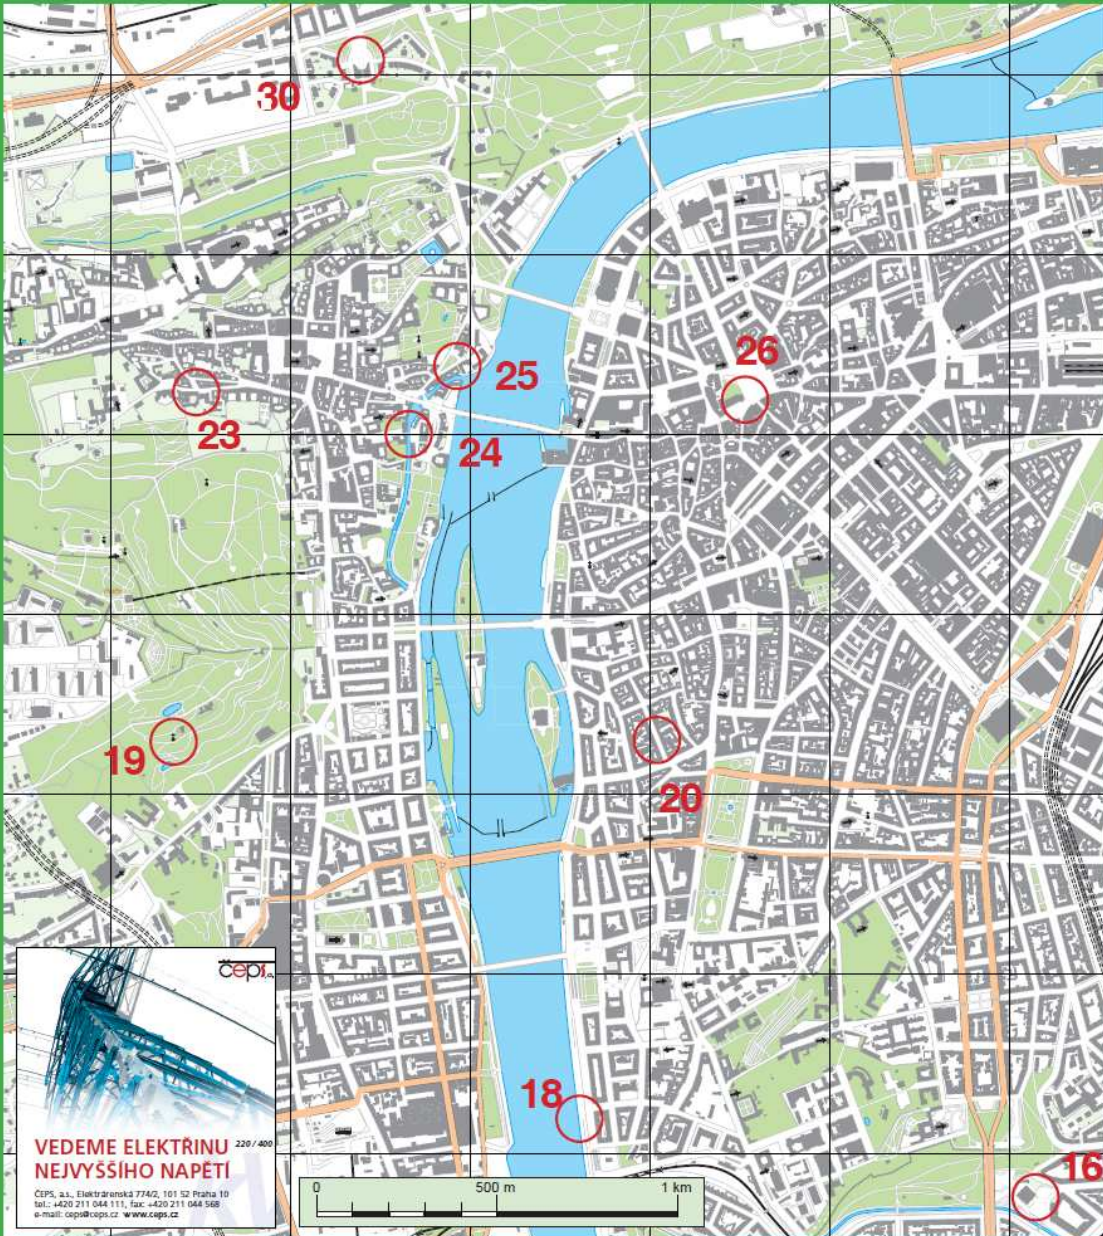 30
25
26
23
24
19
20
18
16
čeps,
220 / 400
VEDEME ELEKTŘINU
NEJVYŠŠÍHO NAPĚTÍ
ČEPS, a.s., Elektrárenská 774/2, 101 52 Praha 10
tel.: +420 211 044 111, fax: +420 211 044 568
e-mail: ceps@ceps.cz www.ceps.cz
0 500 m 1 km